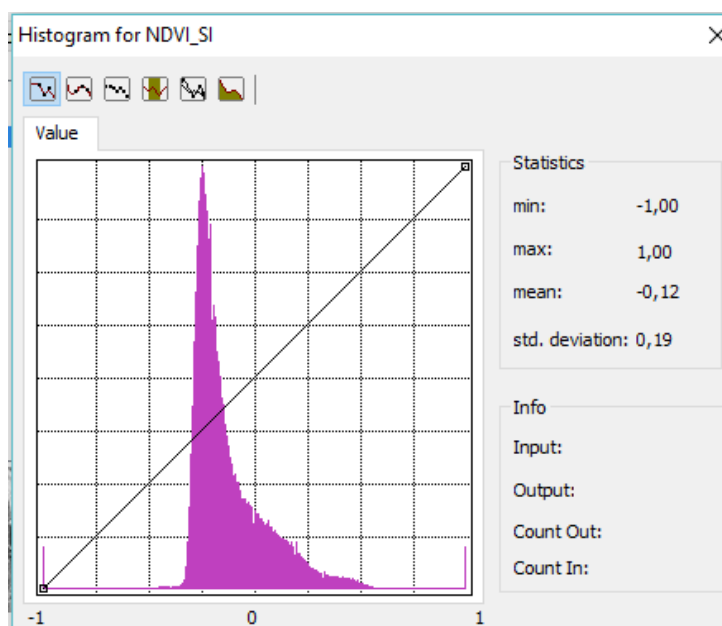 Histogram for NDVI_SI
Value
Statistics
min: -1,00
max: 1,00
mean: -0,12
std. deviation: 0,19
Info
Input:
Output:
Count Out:
Count In:
-1 0 1